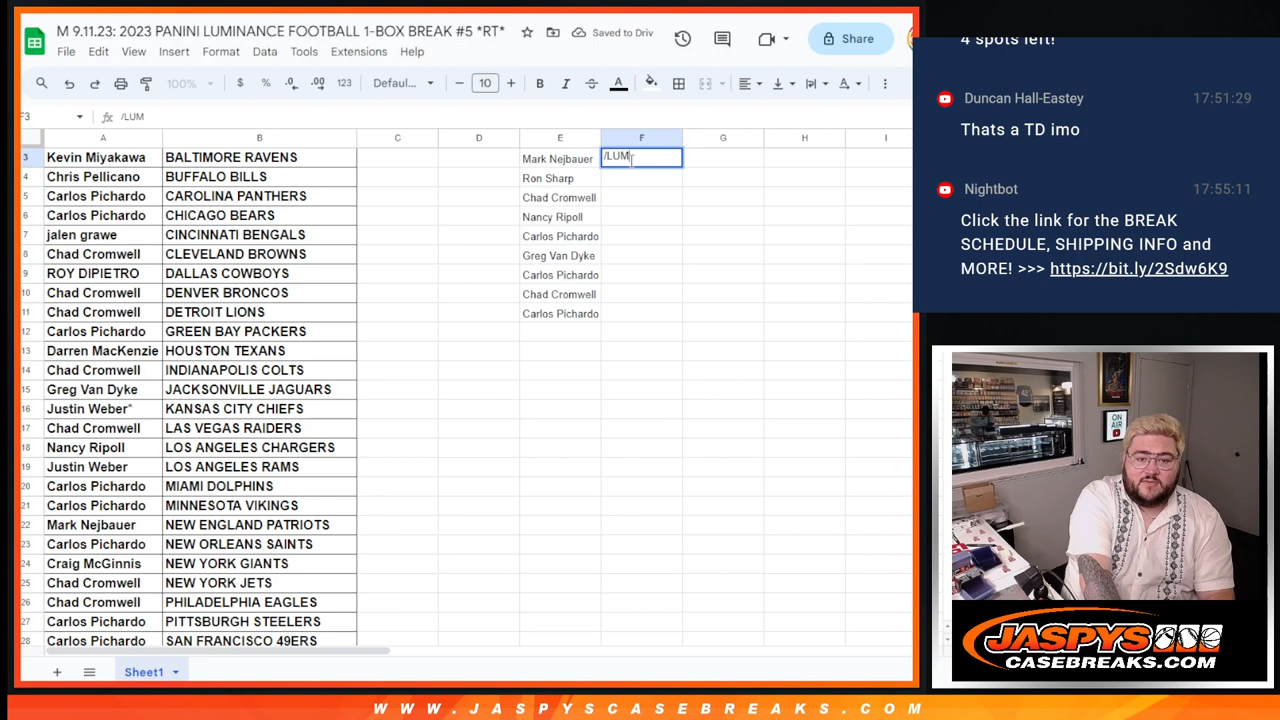 M 9.11.23: 2023 PANINI LUMINANCE FOOTBALL 1-BOX BREAK #5 *RT*
Saved to Driv
File Edit View Insert Format Data Tools Extensions Help
Share
100% $ % .0 .00 123 Defaul... 10 B I A
F3 fx /LUM
A B C D E F G H I
3 Kevin Miyakawa BALTIMORE RAVENS Mark Nejbauer /LUM
4 Chris Pellicano BUFFALO BILLS Ron Sharp
5 Carlos Pichardo CAROLINA PANTHERS Chad Cromwell
6 Carlos Pichardo CHICAGO BEARS Nancy Ripoll
7 jalen grawe CINCINNATI BENGALS Carlos Pichardo
8 Chad Cromwell CLEVELAND BROWNS Greg Van Dyke
9 ROY DIPIETRO DALLAS COWBOYS Carlos Pichardo
10 Chad Cromwell DENVER BRONCOS Chad Cromwell
11 Chad Cromwell DETROIT LIONS Carlos Pichardo
12 Carlos Pichardo GREEN BAY PACKERS
13 Darren MacKenzie HOUSTON TEXANS
14 Chad Cromwell INDIANAPOLIS COLTS
15 Greg Van Dyke JACKSONVILLE JAGUARS
16 Justin Weber* KANSAS CITY CHIEFS
17 Chad Cromwell LAS VEGAS RAIDERS
18 Nancy Ripoll LOS ANGELES CHARGERS
19 Justin Weber LOS ANGELES RAMS
20 Carlos Pichardo MIAMI DOLPHINS
21 Carlos Pichardo MINNESOTA VIKINGS
22 Mark Nejbauer NEW ENGLAND PATRIOTS
23 Carlos Pichardo NEW ORLEANS SAINTS
24 Craig McGinnis NEW YORK GIANTS
25 Chad Cromwell NEW YORK JETS
26 Chad Cromwell PHILADELPHIA EAGLES
27 Carlos Pichardo PITTSBURGH STEELERS
28 Carlos Pichardo SAN FRANCISCO 49ERS
Sheet1
4 spots left!
Duncan Hall-Eastey 17:51:29
Thats a TD imo
Nightbot 17:55:11
Click the link for the BREAK
SCHEDULE, SHIPPING INFO and
MORE! >>> https://bit.ly/2Sdw6K9
ON
AIR
JASPYS
CASEBREAKS.COM
WWW.JASPYSCASEBREAKS.COM